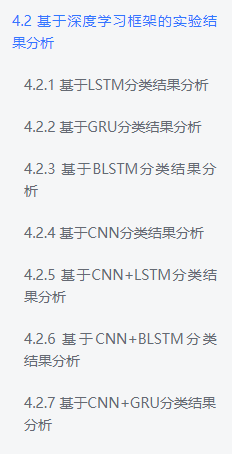 4.2 基于深度学习框架的实验结
果分析
4.2.1 基于LSTM分类结果分析
4.2.2 基于GRU分类结果分析
4.2.3 基于BLSTM分类结果分
析
4.2.4 基于CNN分类结果分析
4.2.5 基于CNN+LSTM分类结
果分析
4.2.6 基于CNN+BLSTM分类
结果分析
4.2.7 基于CNN+GRU分类结果
分析